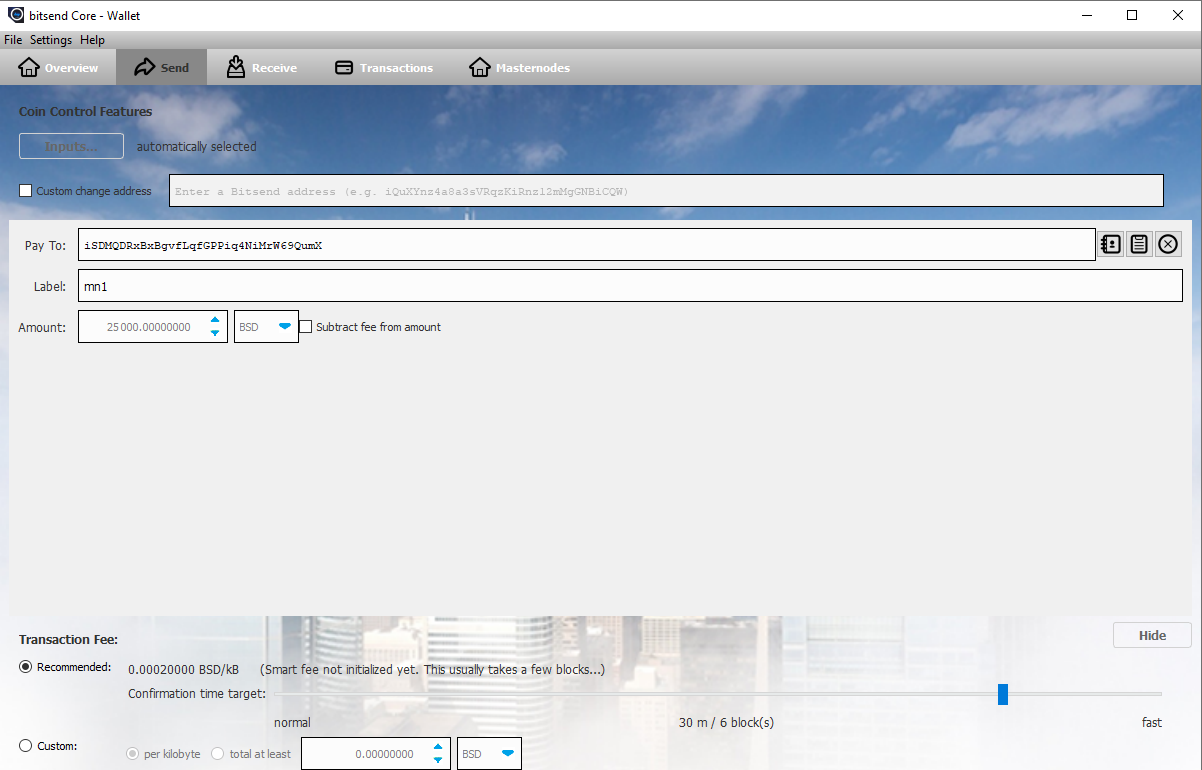 bitsend Core - Wallet
File Settings Help
Overview Send Receive Transactions Masternodes
Coin Control Features
Inputs... automatically selected
Custom change address Enter a Bitsend address (e.g. iQuXYnz4a8a3sVRqzKiRnzl2mMgGNBiCQW)
Pay To: iSDMQDRxBxBgvfLqfGPPiq4NiMrW69QumX
Label: mn1
Amount: 25000.00000000 BSD Subtract fee from amount
Transaction Fee: Hide
Recommended: 0.00020000 BSD/kB (Smart fee not initialized yet. This usually takes a few blocks...)
Confirmation time target:
normal 30 m / 6 block(s) fast
Custom: per kilobyte total at least 0.00000000 BSD